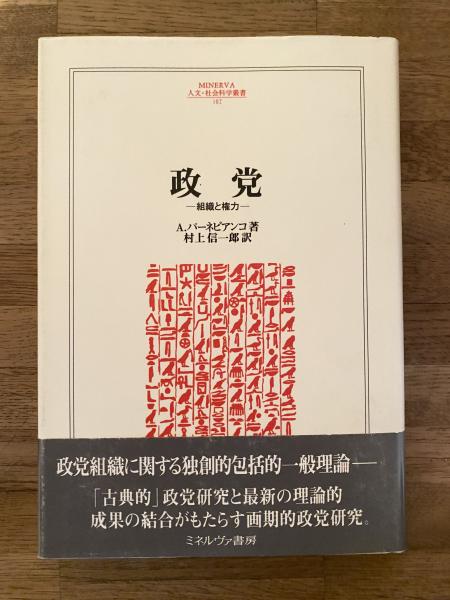 MINERVA
人文・社会科学叢書
102
政党
―組織と権力―
A.パーネビアンコ著
村上信一郎訳
政党組織に関する独創的包括的一般理論――
「古典的」政党研究と最新の理論的
成果の結合がもたらす画期的政党研究。
ミネルヴァ書房